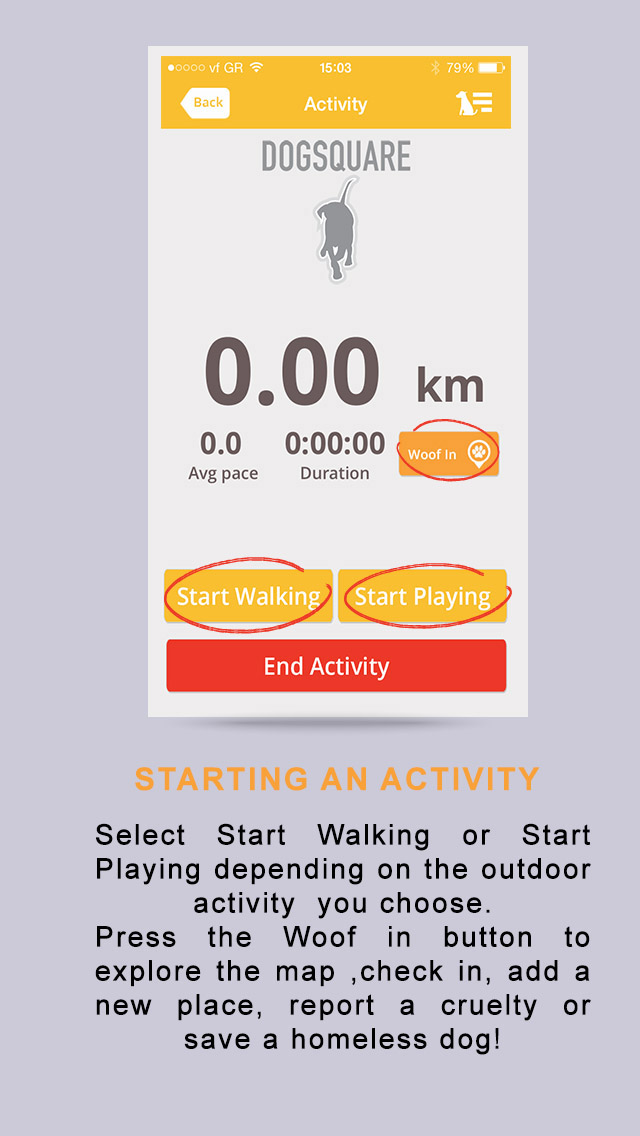 vf GR 15:03 79%
Back Activity
DOGSQUARE
0.00 km
0.0 0:00:00 Woof In
Avg pace Duration
Start Walking Start Playing
End Activity
STARTING AN ACTIVITY
Select Start Walking or Start
Playing depending on the outdoor
activity you choose.
Press the Woof in button to
explore the map ,check in, add a
new place, report a cruelty or
save a homeless dog!